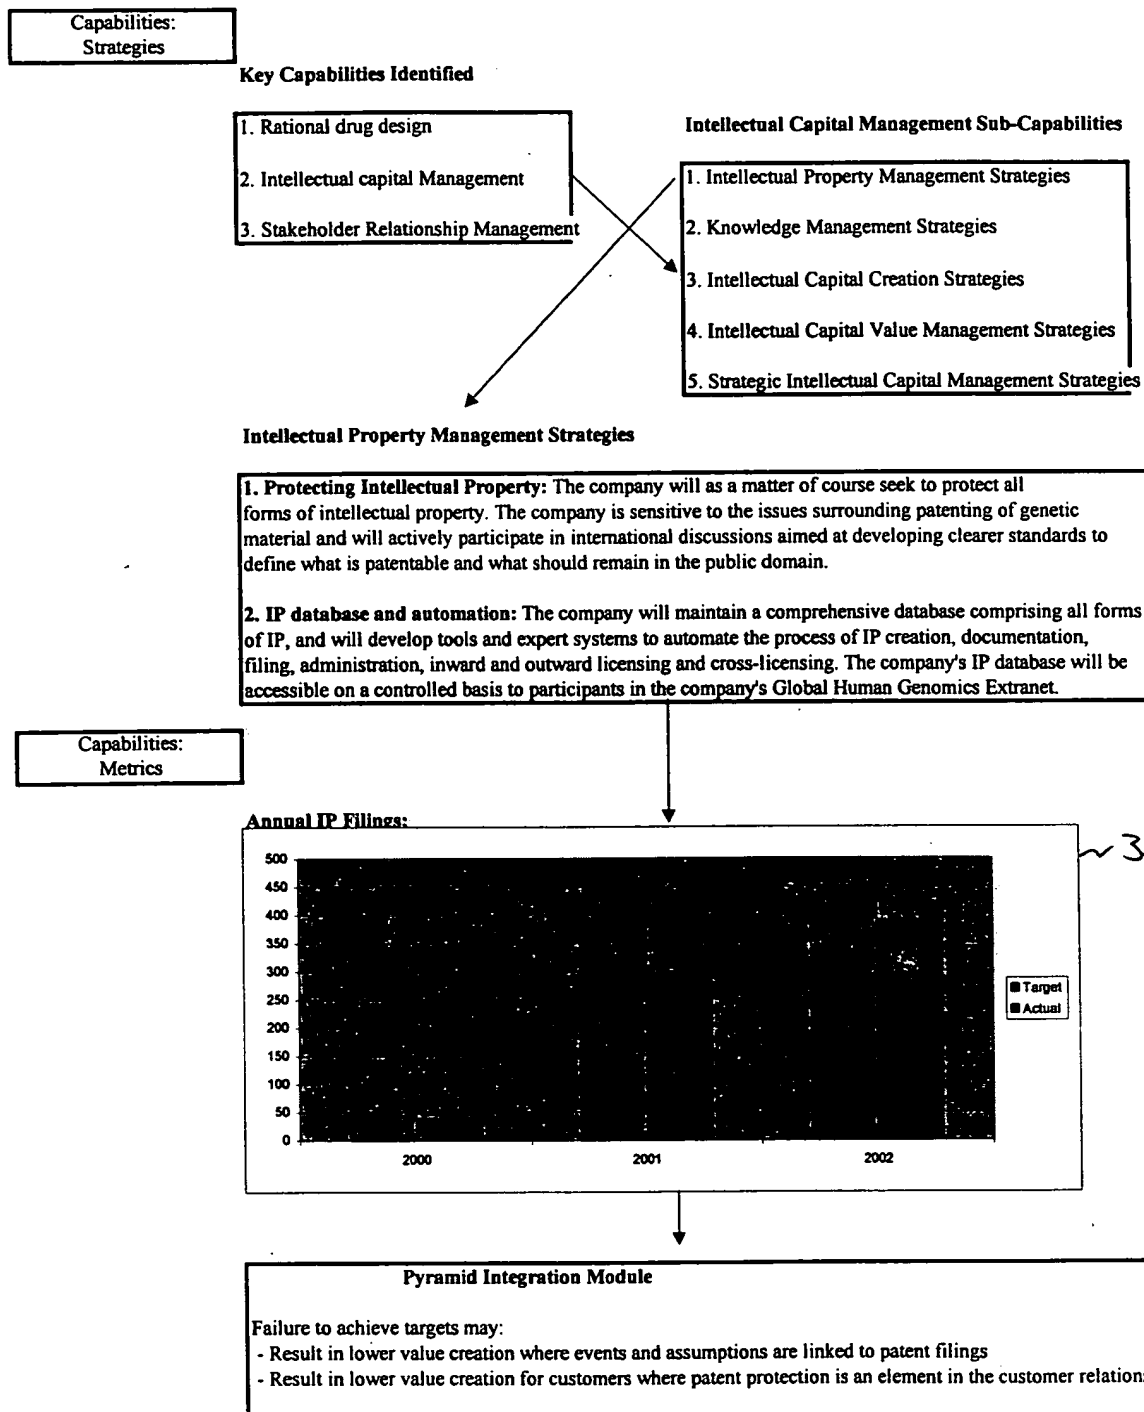 Capabilities:
Strategies
Key Capabilities Identified
1. Rational drug design
2. Intellectual capital Management
3. Stakeholder Relationship Management
Intellectual Capital Management Sub-Capabilities
1. Intellectual Property Management Strategies
2. Knowledge Management Strategies
3. Intellectual Capital Creation Strategies
4. Intellectual Capital Value Management Strategies
5. Strategic Intellectual Capital Management Strategies
Intellectual Property Management Strategies
1. Protecting Intellectual Property: The company will as a matter of course seek to protect all
forms of intellectual property. The company is sensitive to the issues surrounding patenting of genetic
material and will actively participate in international discussions aimed at developing clearer standards to
define what is patentable and what should remain in the public domain.
2. IP database and automation: The company will maintain a comprehensive database comprising all forms
of IP, and will develop tools and expert systems to automate the process of IP creation, documentation,
filing, administration, inward and outward licensing and cross-licensing. The company's IP database will be
accessible on a controlled basis to participants in the company's Global Human Genomics Extranet.
Capabilities:
Metrics
Annual IP Filings:
500
450
400
350
300
250
200
150
100
50
0
2000 2001 2002
Target
Actual
3
Pyramid Integration Module
Failure to achieve targets may:
- Result in lower value creation where events and assumptions are linked to patent filings
- Result in lower value creation for customers where patent protection is an element in the customer relation